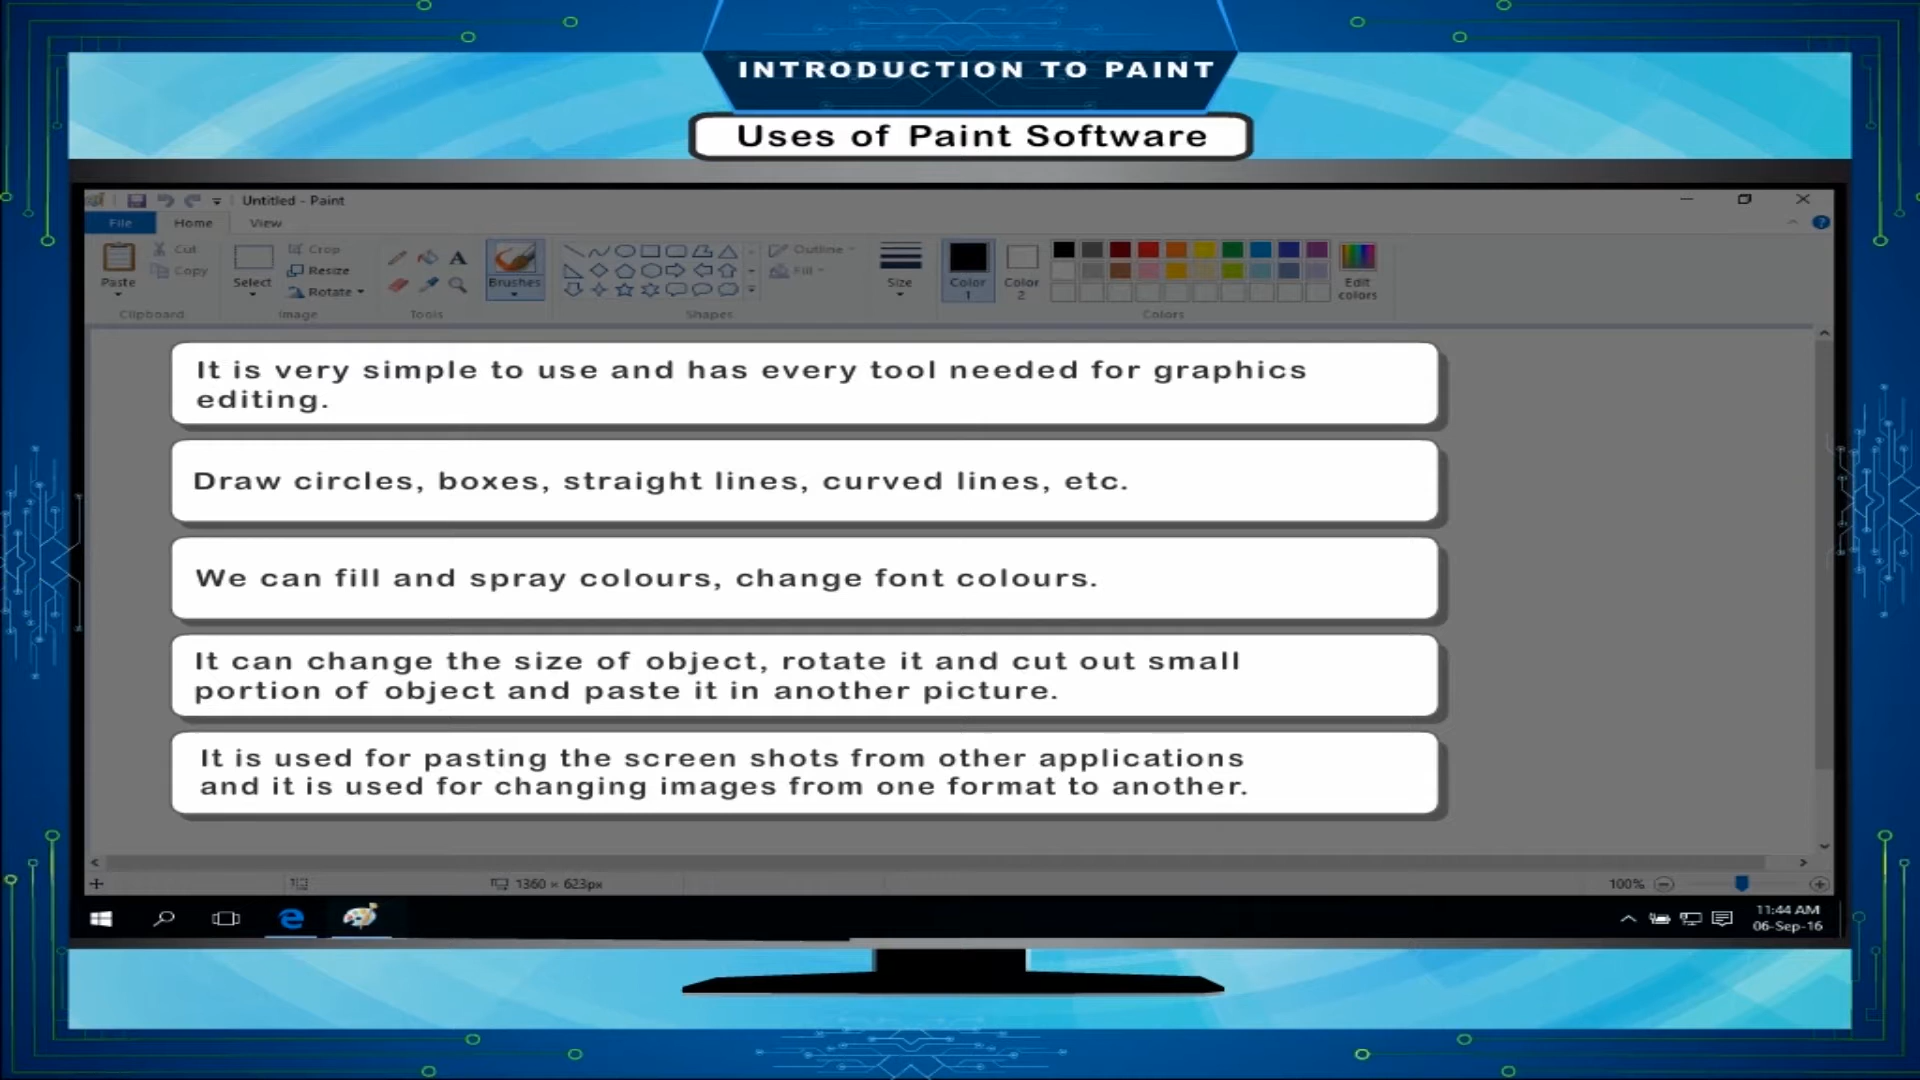 INTRODUCTION TO PAINT
Uses of Paint Software
Untitled - Paint
File Home View
Paste
Cut
Copy
Clipboard
Select
Crop
Resize
Rotate
Image
A
Tools
Brushes
Outline
Fill
Shapes
Size
Color 1
Color 2
Edit colors
Colors
It is very simple to use and has every tool needed for graphics
editing.
Draw circles, boxes, straight lines, curved lines, etc.
We can fill and spray colours, change font colours.
It can change the size of object, rotate it and cut out small
portion of object and paste it in another picture.
It is used for pasting the screen shots from other applications
and it is used for changing images from one format to another.
1360 × 623px
100%
11:44 AM
06-Sep-16